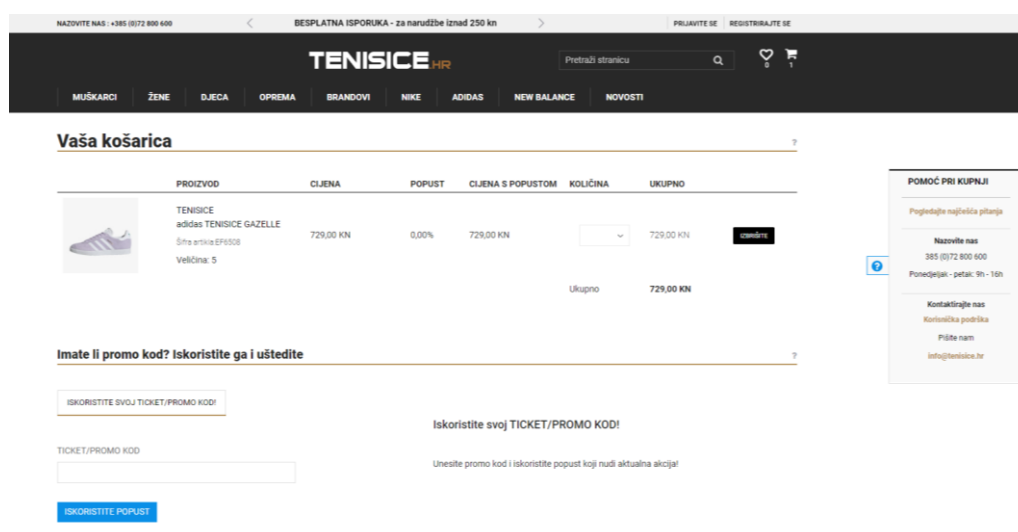 NAZOVITE NAS : +385 (0)72 800 600
BESPLATNA ISPORUKA - za narudžbe iznad 250 kn
PRIJAVITE SE
REGISTRIRAJTE SE
TENISICE.HR
Pretraži stranicu
0
1
MUŠKARCI ŽENE DJECA OPREMA BRANDOVI NIKE ADIDAS NEW BALANCE NOVOSTI
Vaša košarica
?
PROIZVOD CIJENA POPUST CIJENA S POPUSTOM KOLIČINA UKUPNO
TENISICE
adidas TENISICE GAZELLE
Šifra artikla:EF6508
Veličina: 5
729,00 KN 0,00% 729,00 KN 729,00 KN IZBRIŠITE
Ukupno 729,00 KN
Imate li promo kod? Iskoristite ga i uštedite
?
ISKORISTITE SVOJ TICKET/PROMO KOD!
TICKET/PROMO KOD
ISKORISTITE POPUST
Iskoristite svoj TICKET/PROMO KOD!
Unesite promo kod i iskoristite popust koji nudi aktualna akcija!
?
POMOĆ PRI KUPNJI
Pogledajte najčešća pitanja
Nazovite nas
385 (0)72 800 600
Ponedjeljak - petak: 9h - 16h
Kontaktirajte nas
Korisnička podrška
Pišite nam
info@tenisice.hr